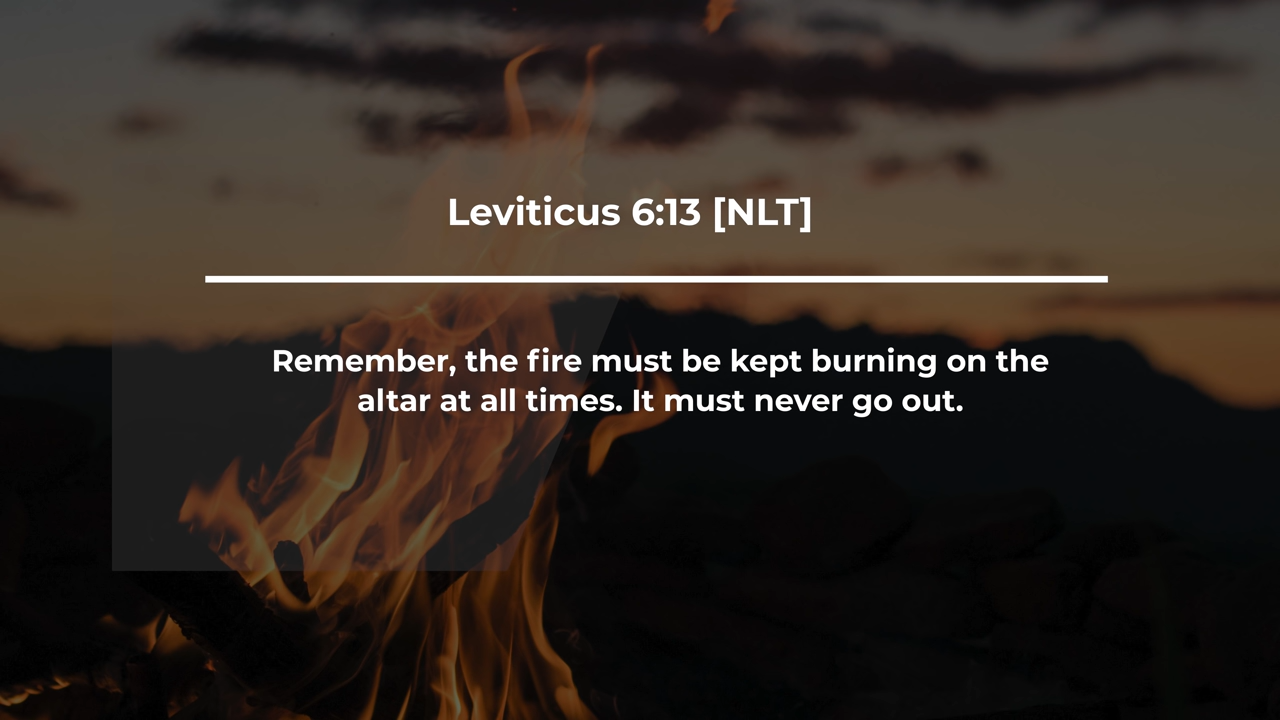 Leviticus 6:13 [NLT]
Remember, the fire must be kept burning on the
altar at all times. It must never go out.